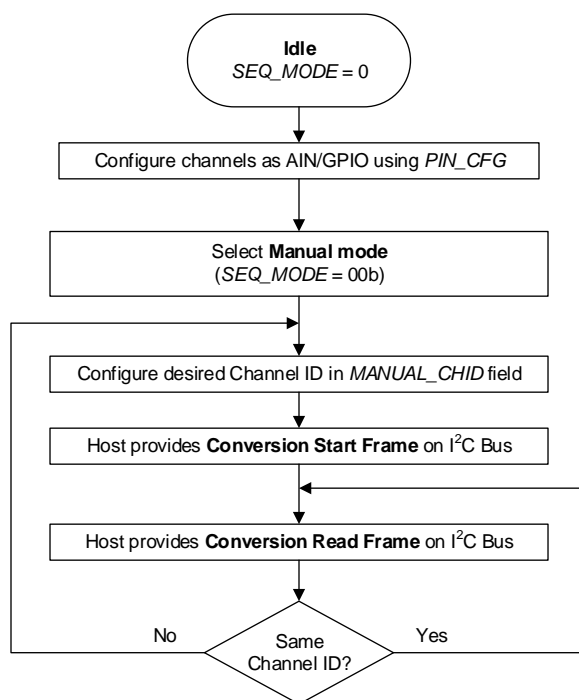 Idle
SEQ_MODE = 0
Configure channels as AIN/GPIO using PIN_CFG
Select Manual mode
(SEQ_MODE = 00b)
Configure desired Channel ID in MANUAL_CHID field
Host provides Conversion Start Frame on I²C Bus
Host provides Conversion Read Frame on I²C Bus
No
Same
Channel ID?
Yes